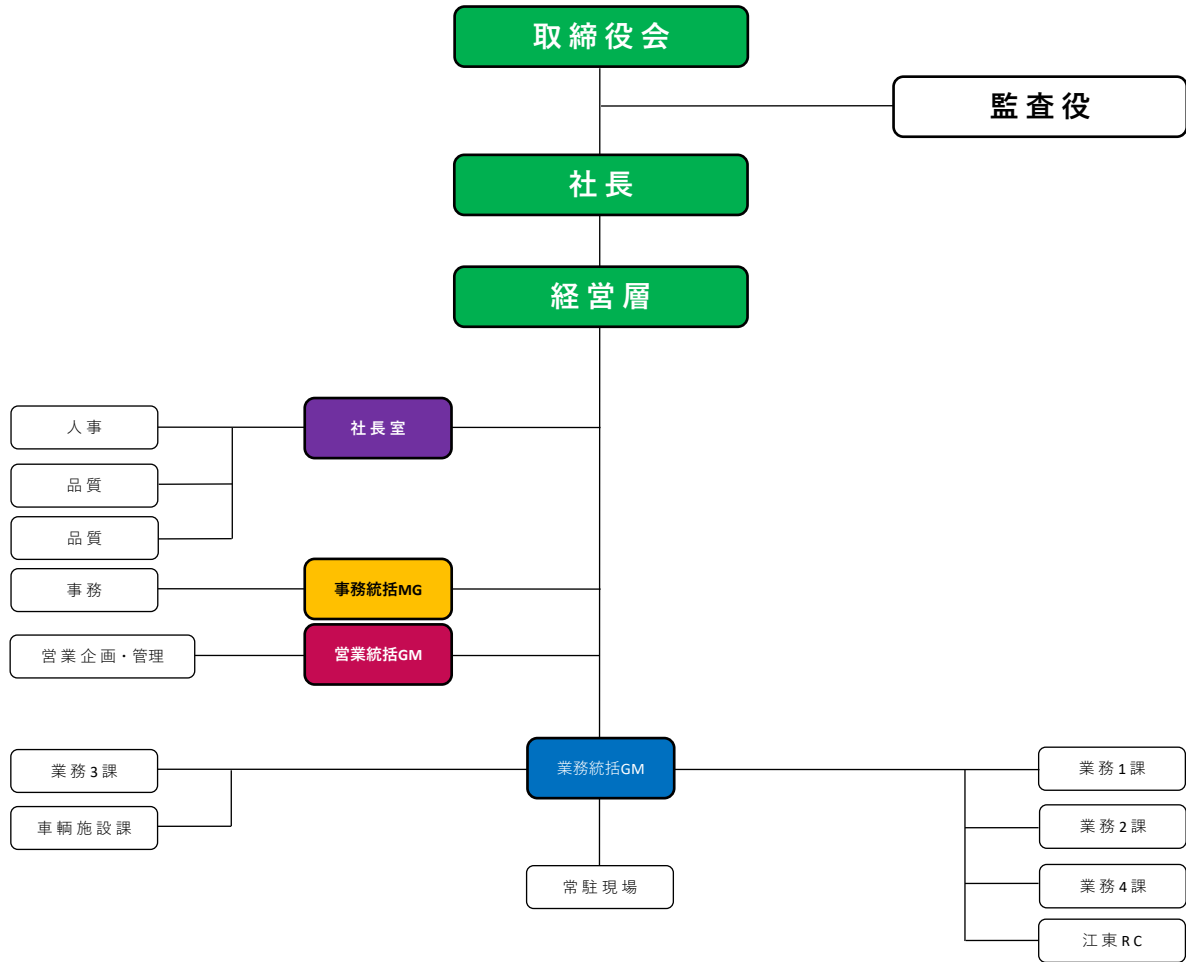 取締役会
監査役
社長
経営層
人事
社長室
品質
品質
事務
事務統括MG
営業企画・管理
営業統括GM
業務3課
業務統括GM
業務1課
車輌施設課
業務2課
常駐現場
業務4課
江東RC